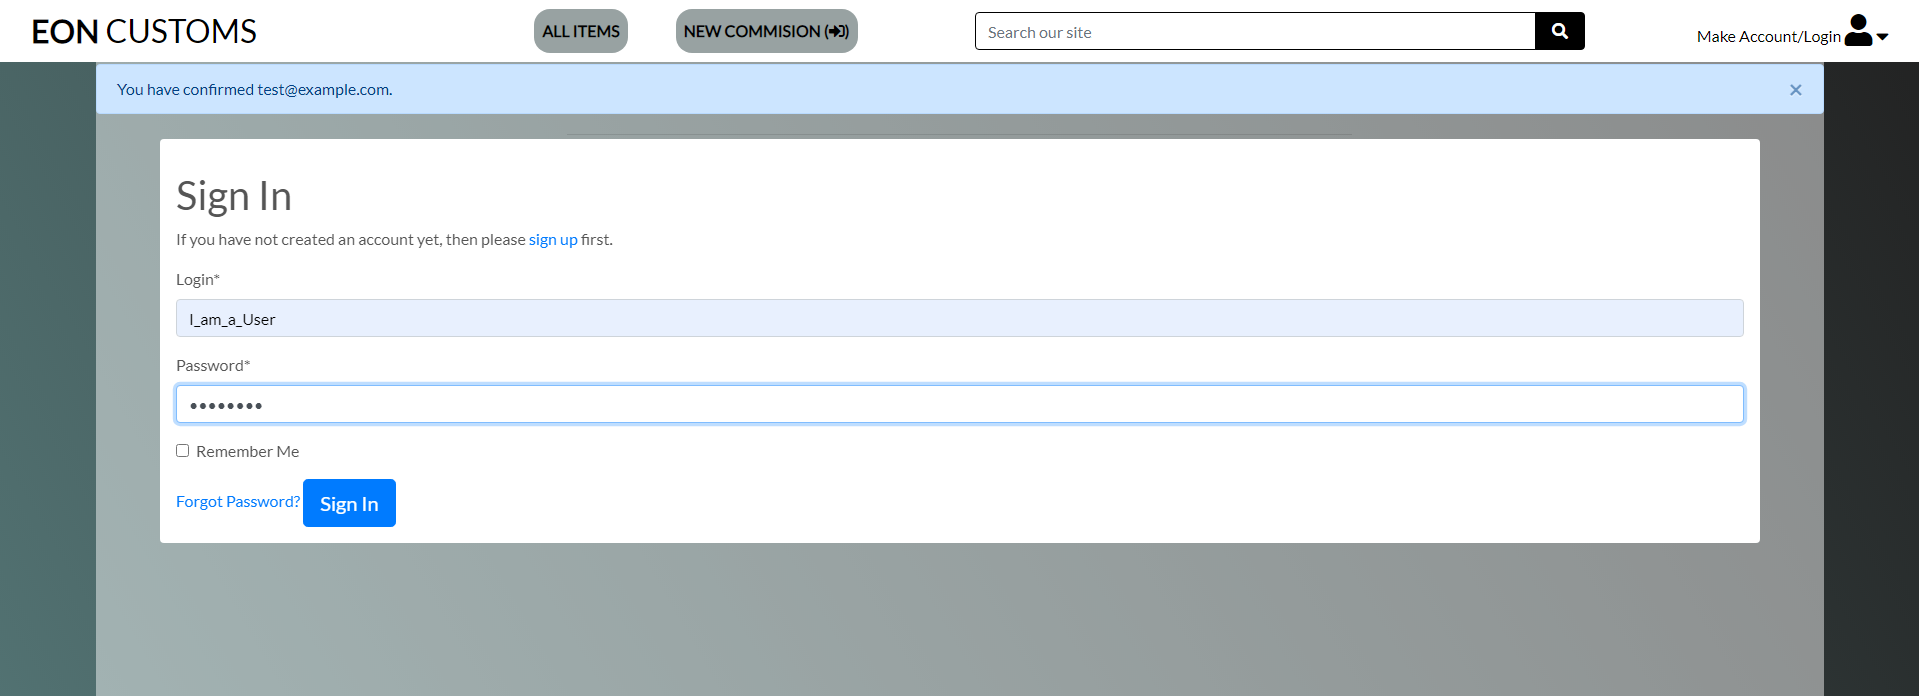 EON CUSTOMS
ALL ITEMS
NEW COMMISION ()
Search our site
Make Account/Login
You have confirmed test@example.com.
×
Sign In
If you have not created an account yet, then please sign up first.
Login*
I_am_a_User
Password*
••••••••
Remember Me
Forgot Password? Sign In